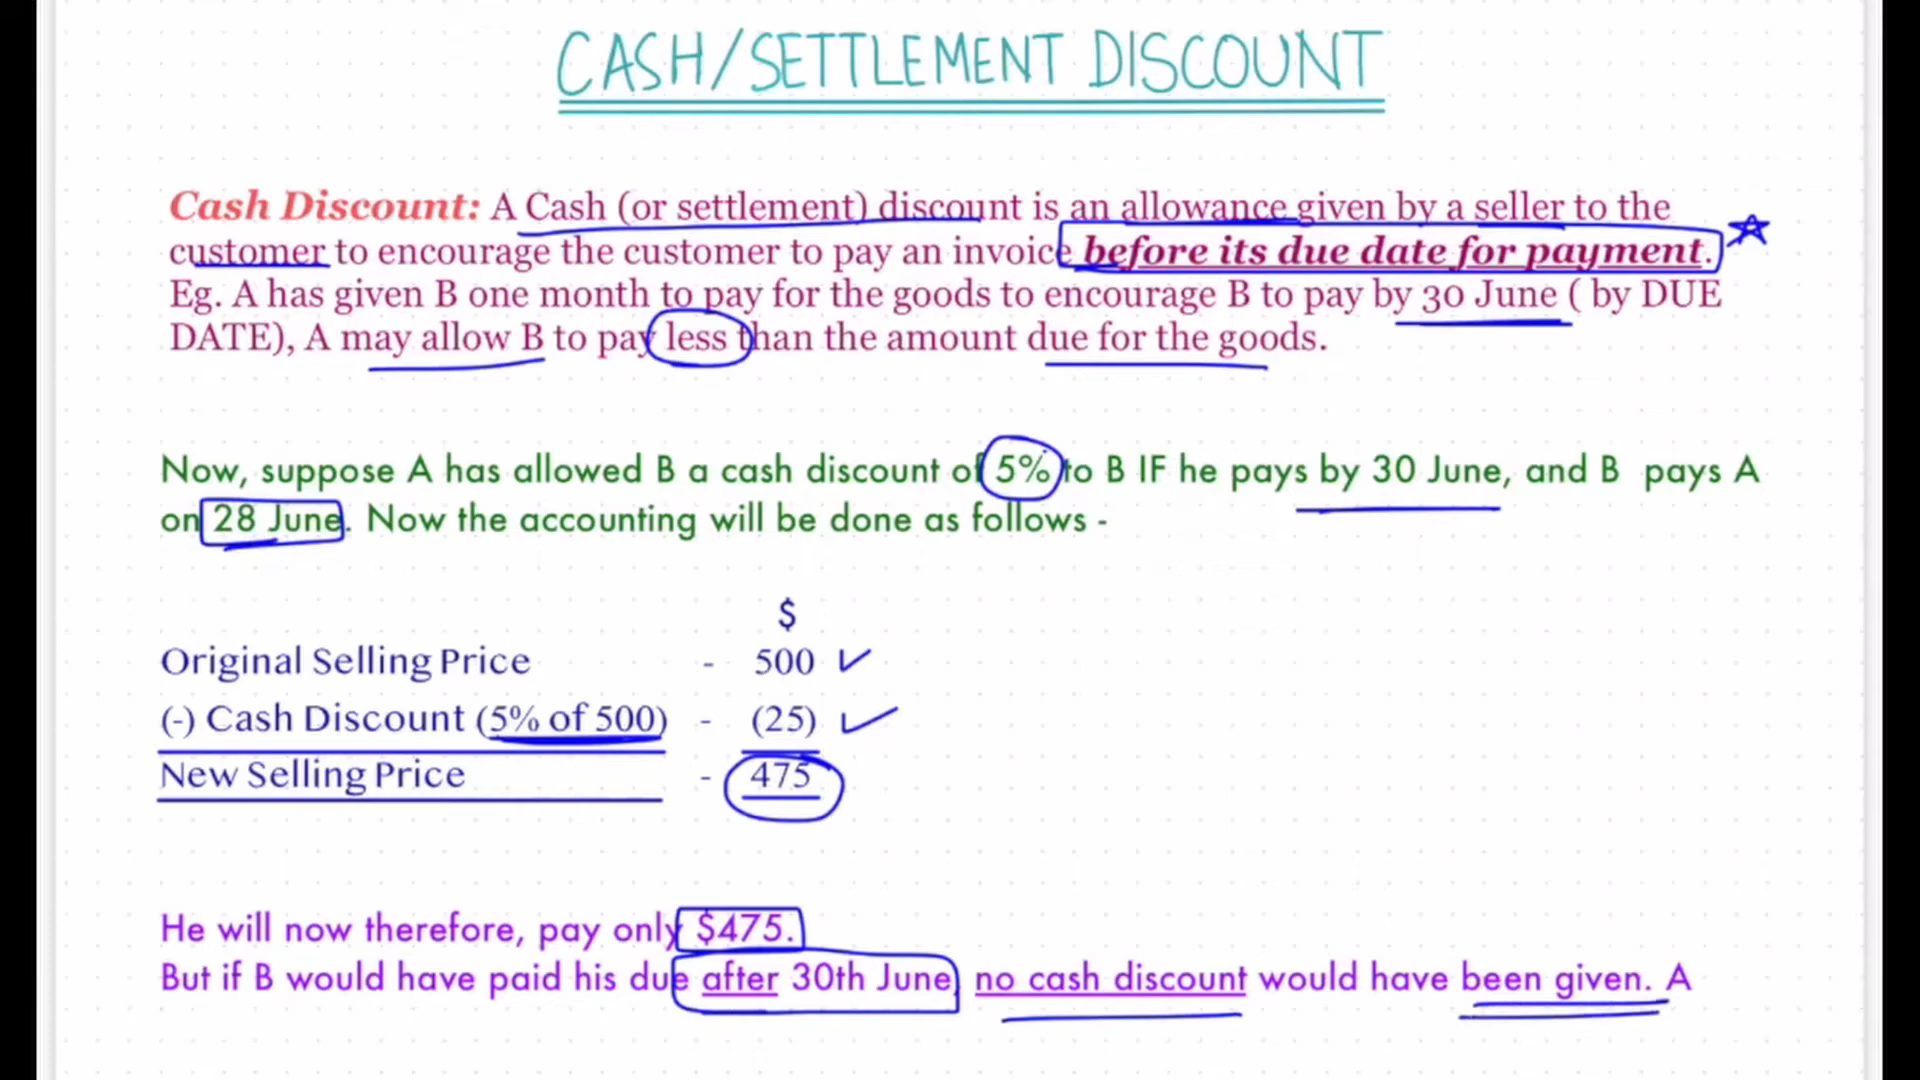 CASH/SETTLEMENT DISCOUNT
Cash Discount: A Cash (or settlement) discount is an allowance given by a seller to the
customer to encourage the customer to pay an invoice before its due date for payment.
Eg. A has given B one month to pay for the goods to encourage B to pay by 30 June ( by DUE
DATE), A may allow B to pay less than the amount due for the goods.
Now, suppose A has allowed B a cash discount of 5% to B IF he pays by 30 June, and B pays A
on 28 June. Now the accounting will be done as follows -
$
Original Selling Price - 500
(-) Cash Discount (5% of 500) - (25)
New Selling Price - 475
He will now therefore, pay only $475.
But if B would have paid his due after 30th June, no cash discount would have been given. A